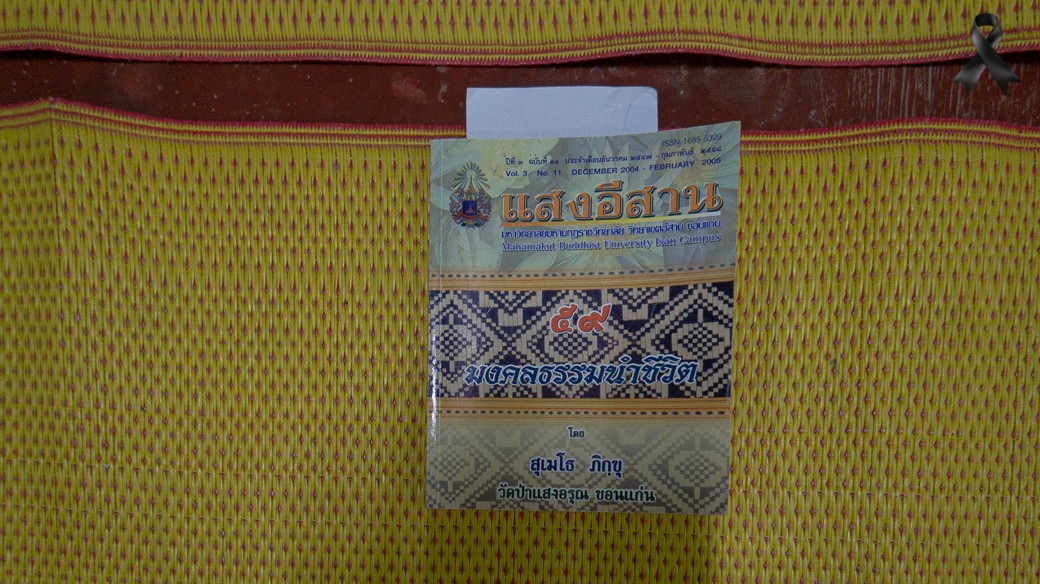 ISSN 1685-5329
ปีที่ ๓ ฉบับที่ ๑๑ ประจำเดือนธันวาคม ๒๕๔๗ - กุมภาพันธ์ ๒๕๔๘
Vol. 3 No. 11 DECEMBER 2004 - FEBRUARY 2005
แสงอีสาน
มหาวิทยาลัยมหามกุฏราชวิทยาลัย วิทยาเขตอีสาน ขอนแก่น
Mahamakut Buddhist University Isan Campus
๕๙
มงคลธรรมนำชีวิต
โดย
สุเมโธ ภิกฺขุ
วัดป่าแสงอรุณ ขอนแก่น